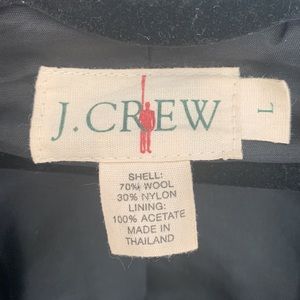 J.CREW
L
SHELL:
70% WOOL
30% NYLON
LINING:
100% ACETATE
MADE IN
THAILAND